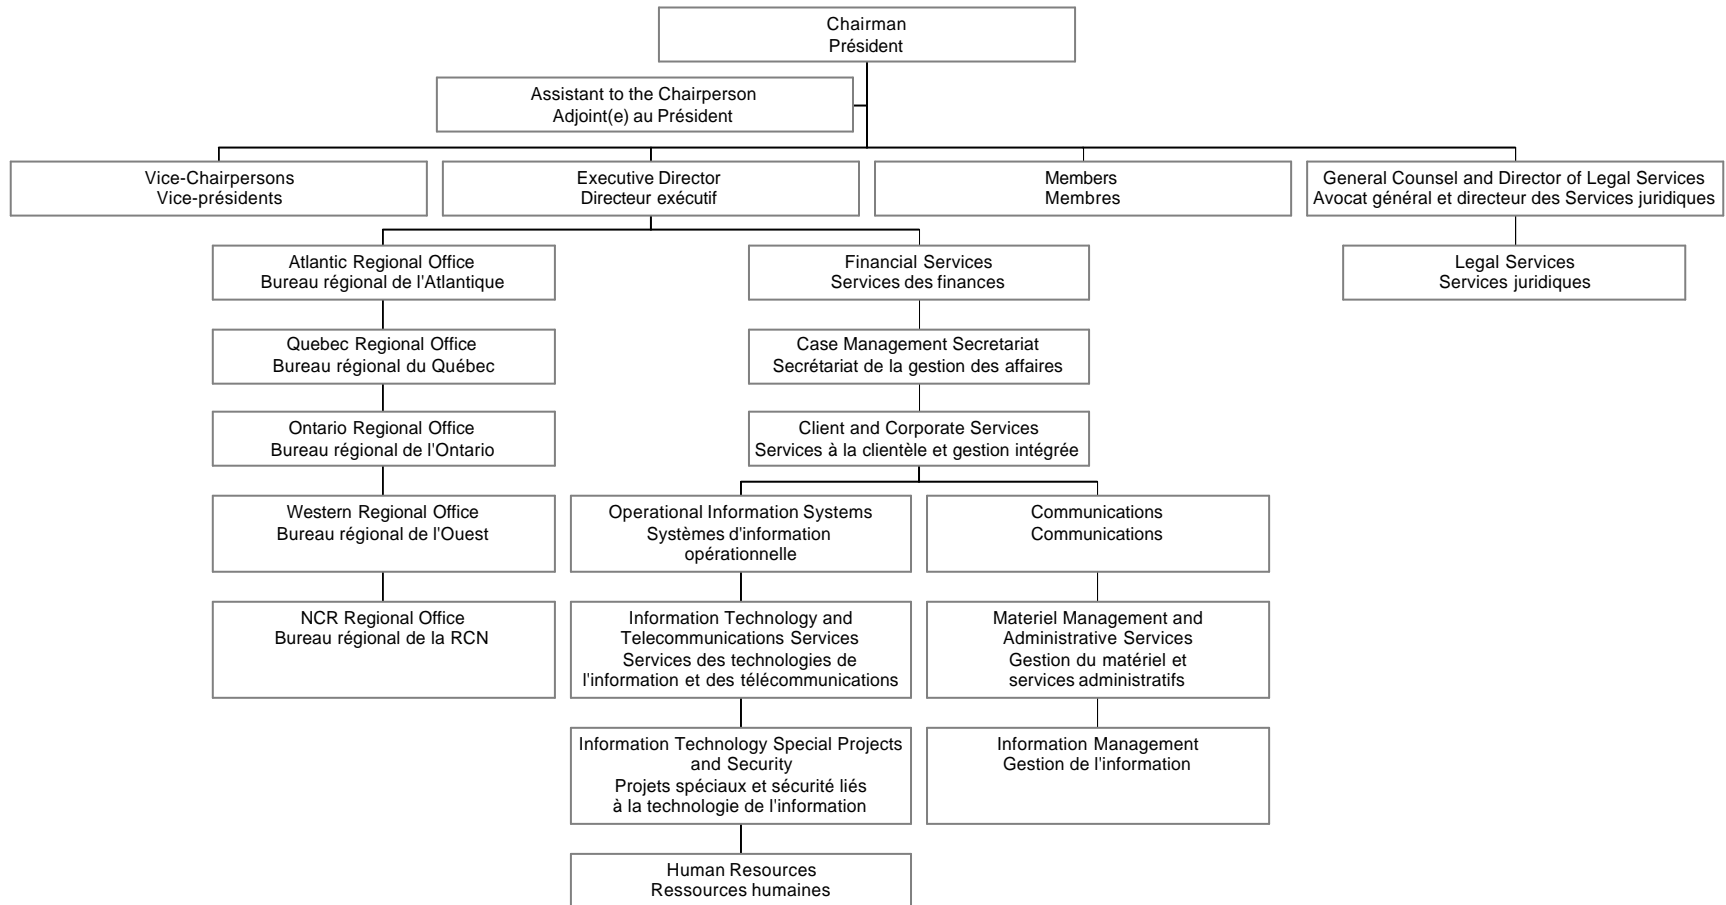 Chairman
Président
Assistant to the Chairperson
Adjoint(e) au Président
Vice-Chairpersons
Vice-présidents
Executive Director
Directeur exécutif
Members
Membres
General Counsel and Director of Legal Services
Avocat général et directeur des Services juridiques
Atlantic Regional Office
Bureau régional de l'Atlantique
Financial Services
Services des finances
Legal Services
Services juridiques
Quebec Regional Office
Bureau régional du Québec
Case Management Secretariat
Secrétariat de la gestion des affaires
Ontario Regional Office
Bureau régional de l'Ontario
Client and Corporate Services
Services à la clientèle et gestion intégrée
Western Regional Office
Bureau régional de l'Ouest
Operational Information Systems
Systèmes d'information
opérationnelle
Communications
Communications
NCR Regional Office
Bureau régional de la RCN
Information Technology and
Telecommunications Services
Services des technologies de
l'information et des télécommunications
Materiel Management and
Administrative Services
Gestion du matériel et
services administratifs
Information Technology Special Projects
and Security
Projets spéciaux et sécurité liés
à la technologie de l'information
Information Management
Gestion de l'information
Human Resources
Ressources humaines